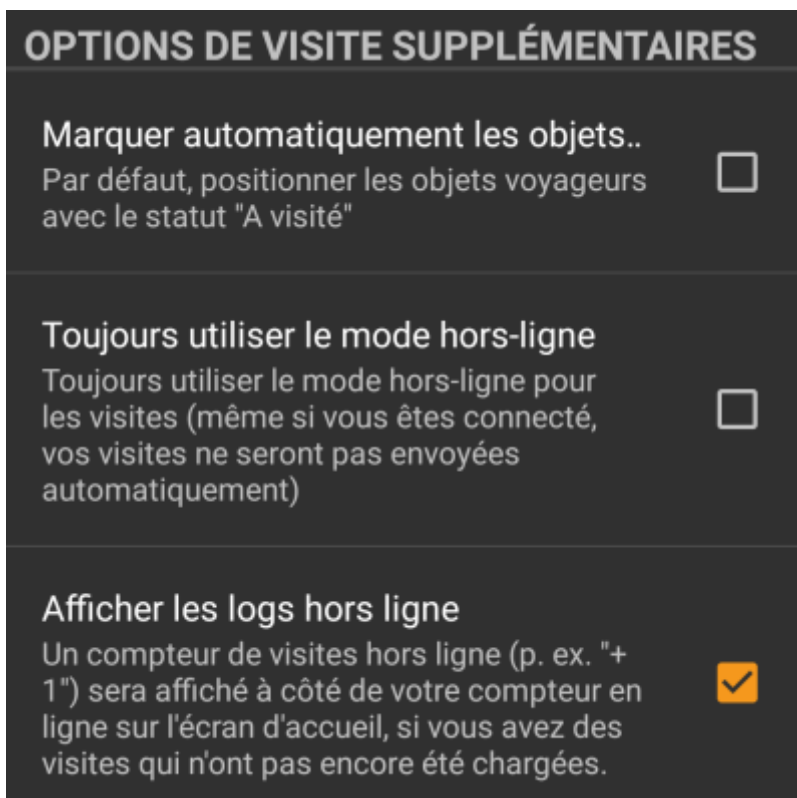 OPTIONS DE VISITE SUPPLÉMENTAIRES
Marquer automatiquement les objets..
Par défaut, positionner les objets voyageurs
avec le statut "A visité"
Toujours utiliser le mode hors-ligne
Toujours utiliser le mode hors-ligne pour
les visites (même si vous êtes connecté,
vos visites ne seront pas envoyées
automatiquement)
Afficher les logs hors ligne
Un compteur de visites hors ligne (p. ex. "+
1") sera affiché à côté de votre compteur en
ligne sur l'écran d'accueil, si vous avez des
visites qui n'ont pas encore été chargées.